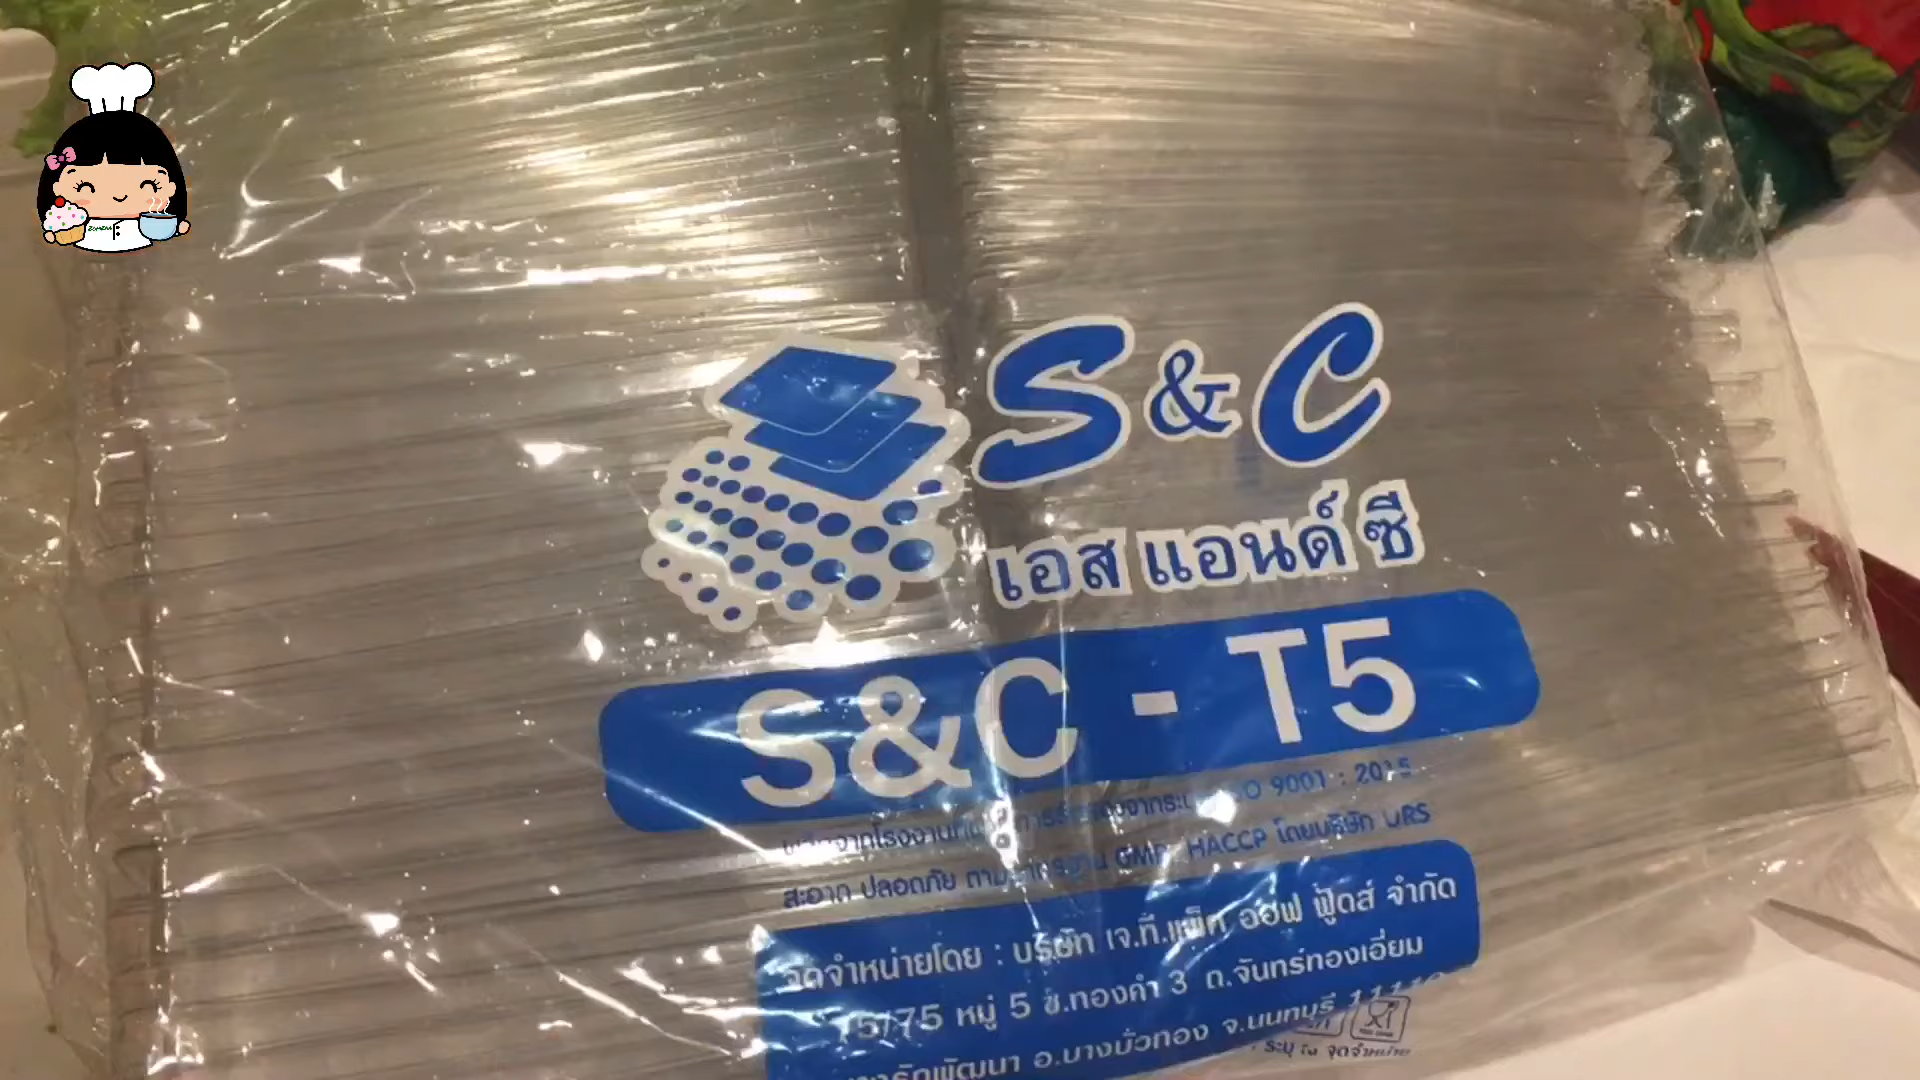 S&C
เอส แอนด์ ซี
S&C - T5
9001 : 2015
สะอาด ปลอดภัย GMP HACCP โดยบริษัท URS
จัดจำหน่ายโดย : บริษัท เจ.ที.แพ็ค ออฟ ฟู้ดส์ จำกัด
15/75 หมู่ 5 ซ.ทองคำ 3 ถ.จันทร์ทองเอี่ยม
อ.บางบัวทอง จ.นนทบุรี